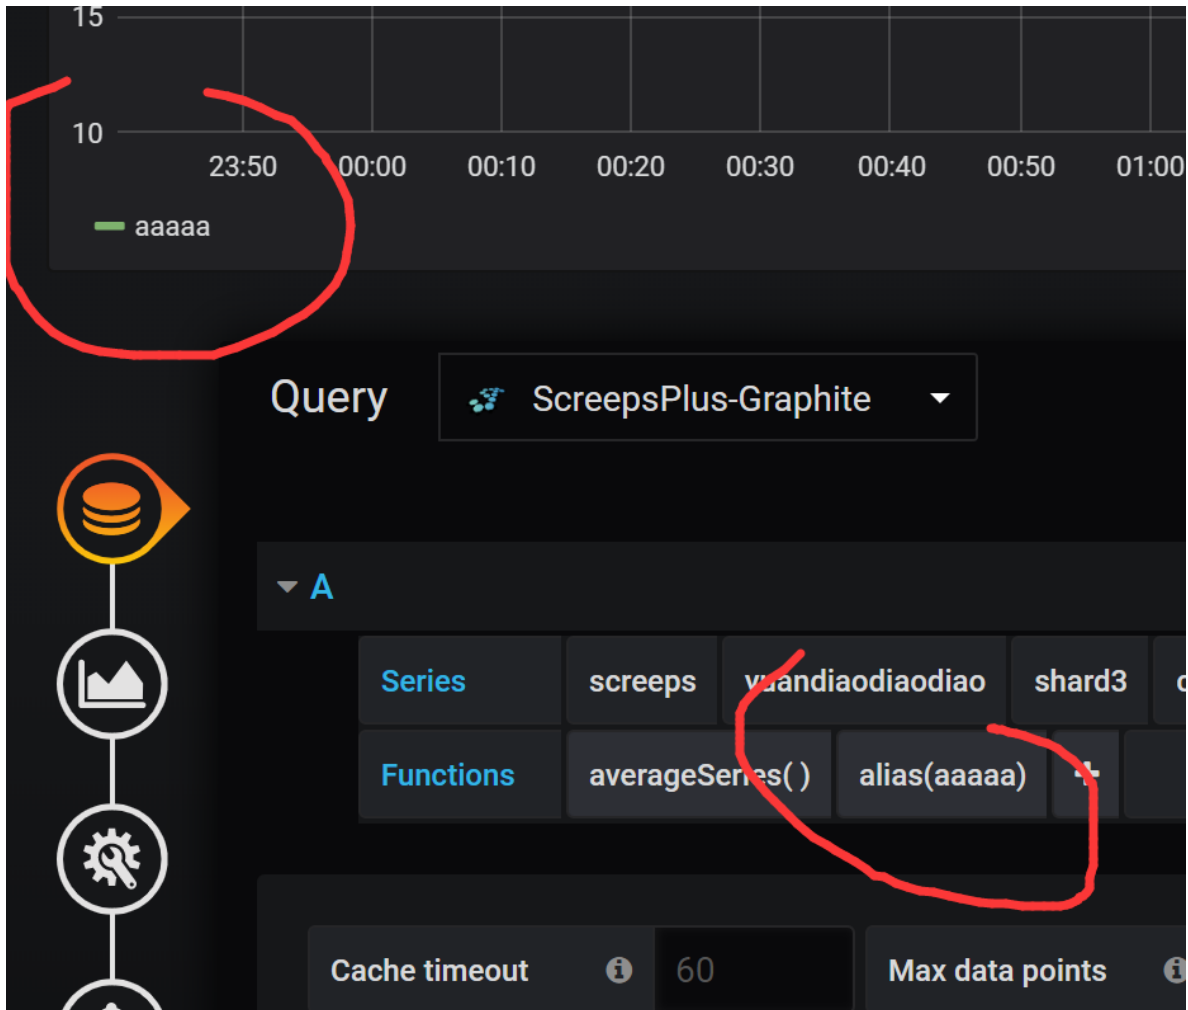 15
10
23:50 00:00 00:10 00:20 00:30 00:40 00:50 01:00
aaaaa
Query ScreepsPlus-Graphite
A
Series screeps yuandiaodiaodiao shard3
Functions averageSeries( ) alias(aaaaa) +
Cache timeout 60 Max data points